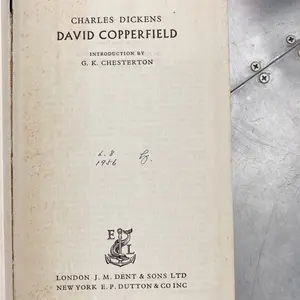 CHARLES DICKENS
DAVID COPPERFIELD
INTRODUCTION BY
G. K. CHESTERTON
1956
E L
LONDON J. M. DENT & SONS LTD
NEW YORK E. P. DUTTON & CO INC